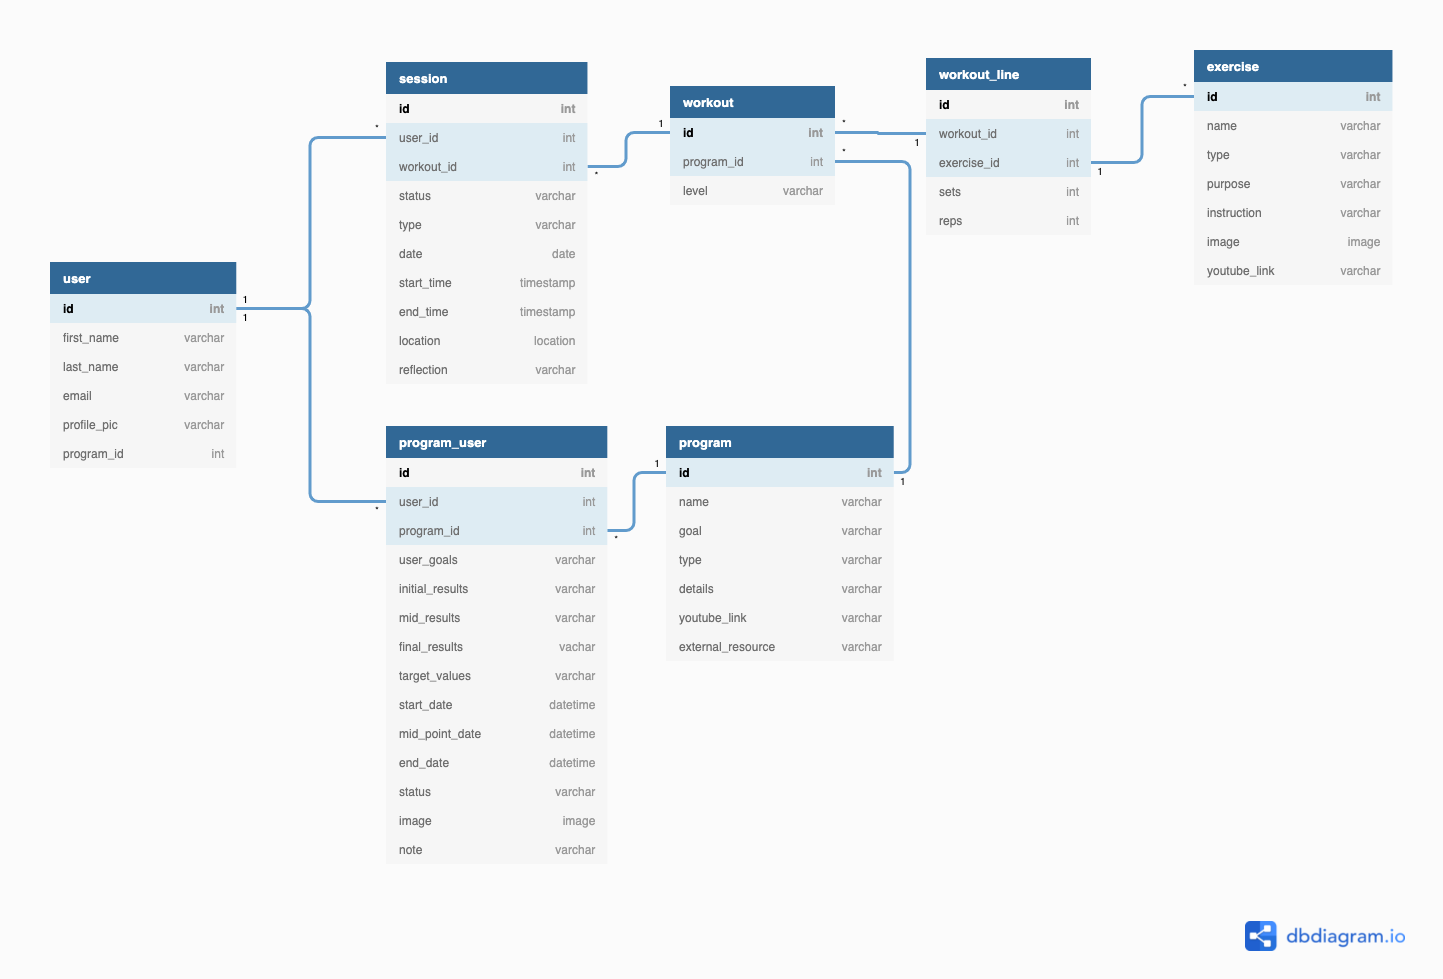 session
id int
user_id int
workout_id int
status varchar
type varchar
date date
start_time timestamp
end_time timestamp
location location
reflection varchar
workout
id int
program_id int
level varchar
workout_line
id int
workout_id int
exercise_id int
sets int
reps int
exercise
id int
name varchar
type varchar
purpose varchar
instruction varchar
image image
youtube_link varchar
user
id int
first_name varchar
last_name varchar
email varchar
profile_pic varchar
program_id int
program_user
id int
user_id int
program_id int
user_goals varchar
initial_results varchar
mid_results varchar
final_results vachar
target_values varchar
start_date datetime
mid_point_date datetime
end_date datetime
status varchar
image image
note varchar
program
id int
name varchar
goal varchar
type varchar
details varchar
youtube_link varchar
external_resource varchar
1
1
*
*
*
1
*
*
1
1
*
*
1
1
dbdiagram.io